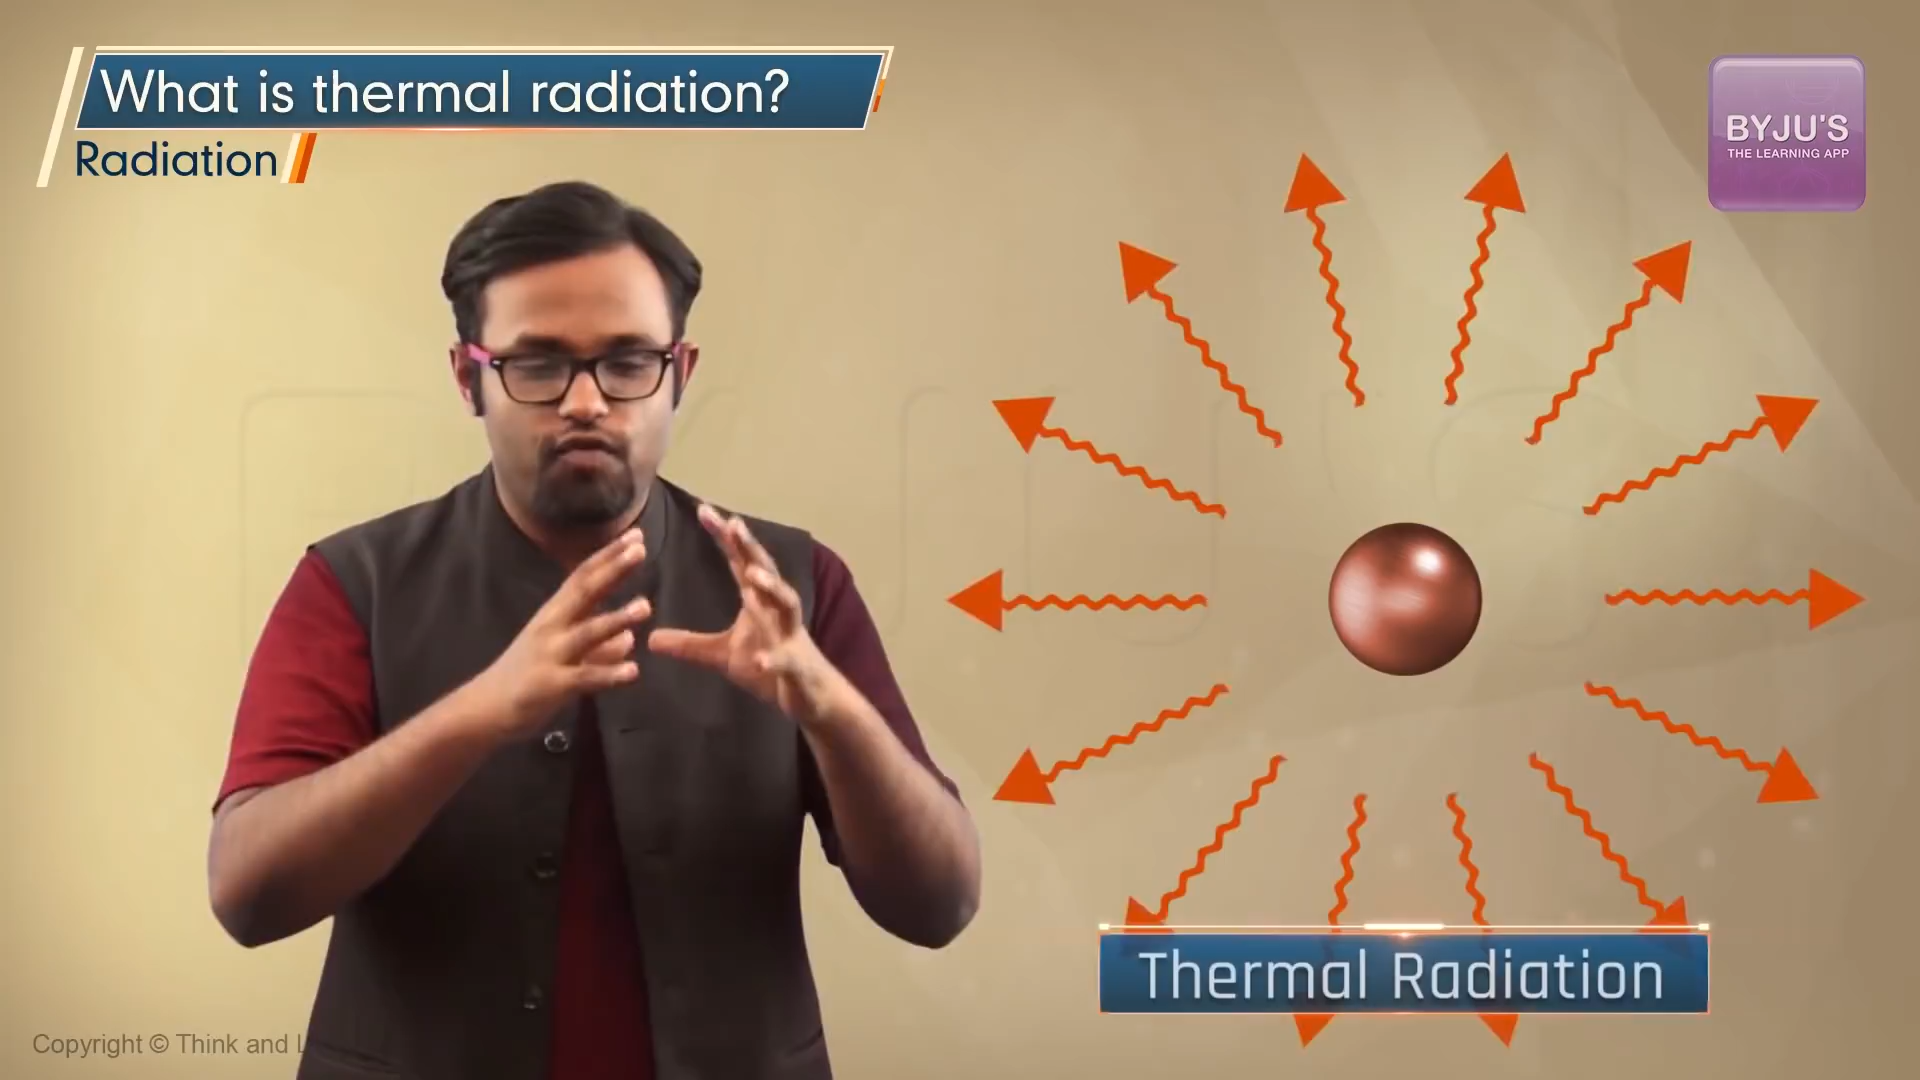 What is thermal radiation?
Radiation
BYJU'S
THE LEARNING APP
Thermal Radiation
Copyright © Think and L